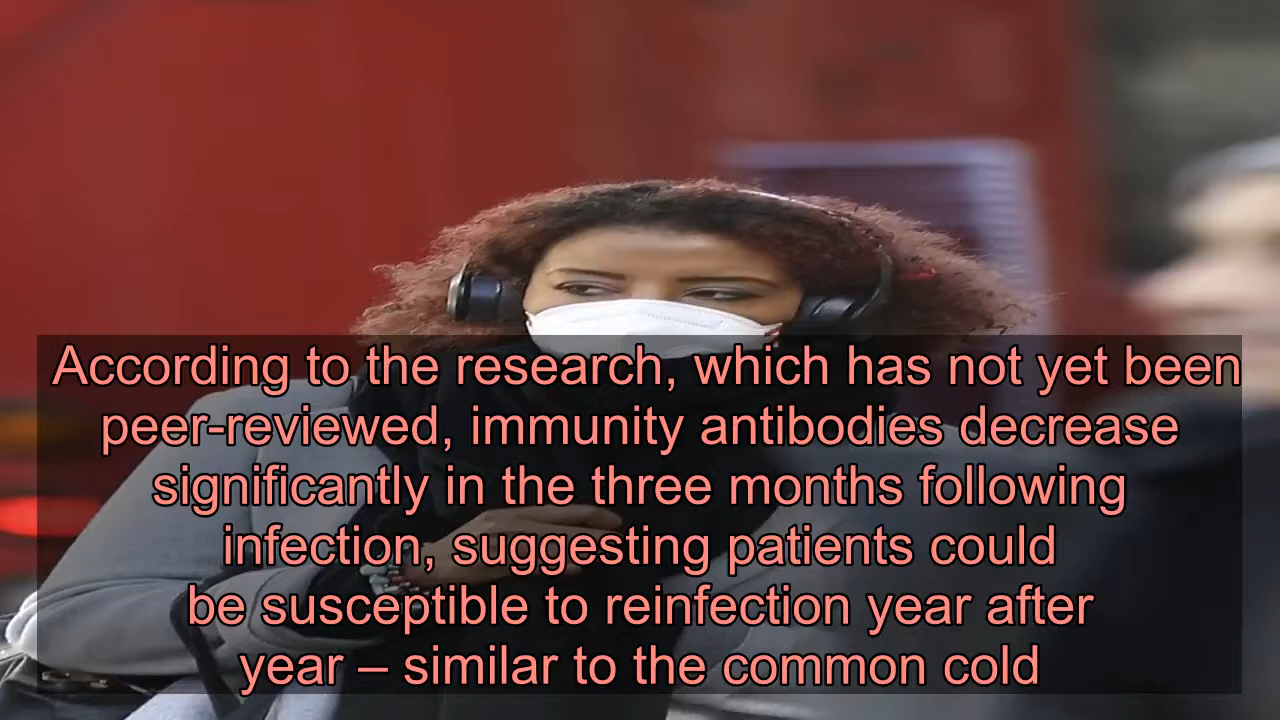 According to the research, which has not yet been
peer-reviewed, immunity antibodies decrease
significantly in the three months following
infection, suggesting patients could
be susceptible to reinfection year after
year – similar to the common cold